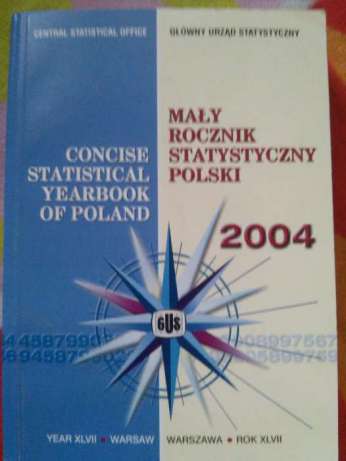 CENTRAL STATISTICAL OFFICE
GŁÓWNY URZĄD STATYSTYCZNY
CONCISE
STATISTICAL
YEARBOOK
OF POLAND
MAŁY
ROCZNIK
STATYSTYCZNY
POLSKI
2004
GUS
YEAR XLVII • WARSAW
WARSZAWA • ROK XLVII